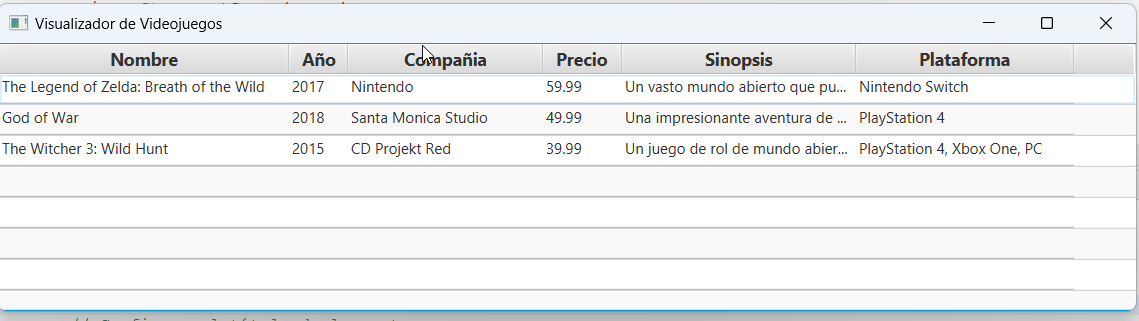 Visualizador de Videojuegos
Nombre Año Compañia Precio Sinopsis Plataforma
The Legend of Zelda: Breath of the Wild 2017 Nintendo 59.99 Un vasto mundo abierto que pu... Nintendo Switch
God of War 2018 Santa Monica Studio 49.99 Una impresionante aventura de ... PlayStation 4
The Witcher 3: Wild Hunt 2015 CD Projekt Red 39.99 Un juego de rol de mundo abier... PlayStation 4, Xbox One, PC